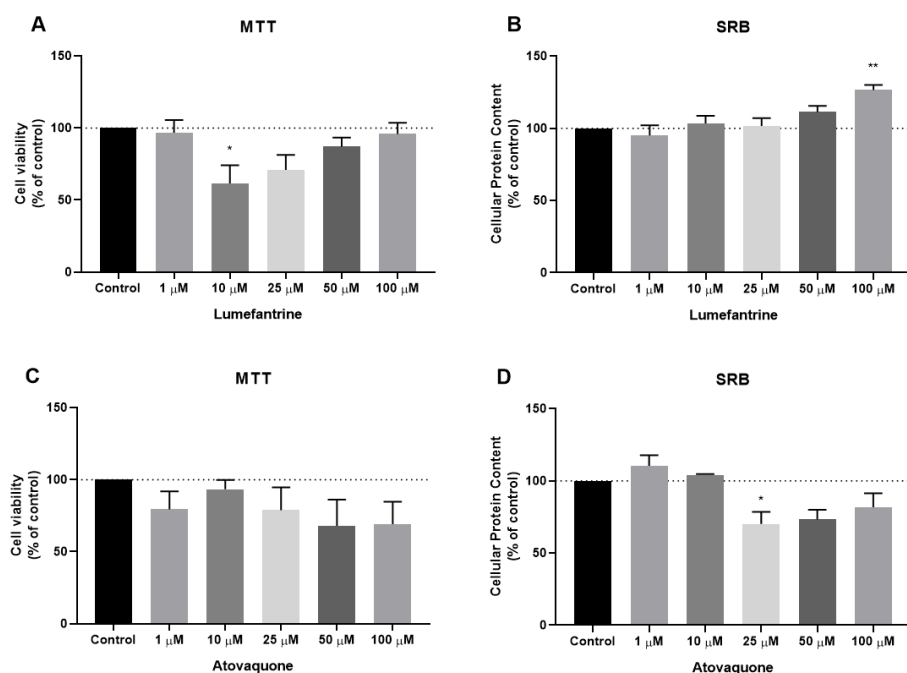 A
MTT
Cell viability
(% of control)
150
100
50
0
*
Control 1 μM 10 μM 25 μM 50 μM 100 μM
Lumefantrine
B
SRB
Cellular Protein Content
(% of control)
150
100
50
0
**
Control 1 μM 10 μM 25 μM 50 μM 100 μM
Lumefantrine
C
MTT
Cell viability
(% of control)
150
100
50
0
Control 1 μM 10 μM 25 μM 50 μM 100 μM
Atovaquone
D
SRB
Cellular Protein Content
(% of control)
150
100
50
0
*
Control 1 μM 10 μM 25 μM 50 μM 100 μM
Atovaquone